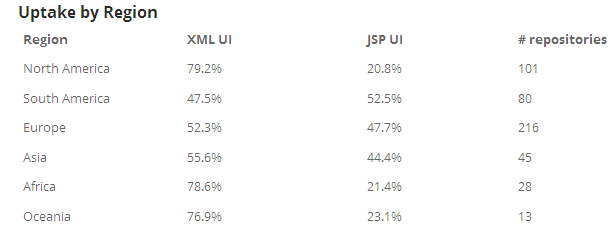 Uptake by Region
Region XML UI JSP UI # repositories
North America 79.2% 20.8% 101
South America 47.5% 52.5% 80
Europe 52.3% 47.7% 216
Asia 55.6% 44.4% 45
Africa 78.6% 21.4% 28
Oceania 76.9% 23.1% 13